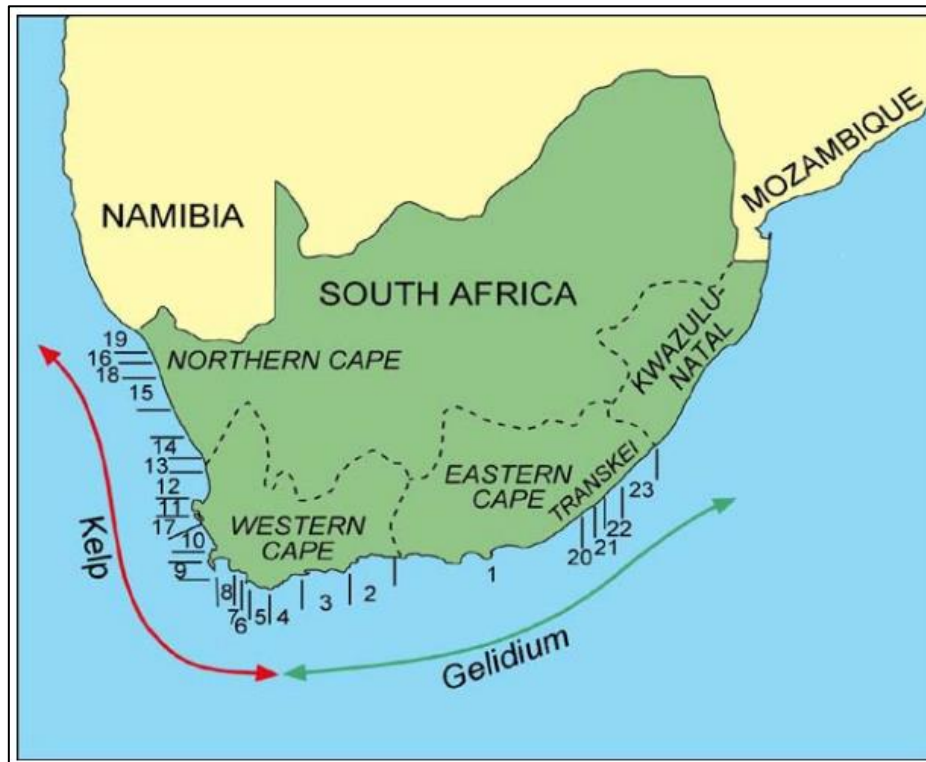 MOZAMBIQUE
NAMIBIA
SOUTH AFRICA
KWAZULU-
NATAL
NORTHERN CAPE
19
16
18
15
14
13
12
11
17
10
9
EASTERN
CAPE
TRANSKEI
WESTERN
CAPE
8
7
6
5
4
3
2
1
20
21
22
23
Kelp
Gelidium